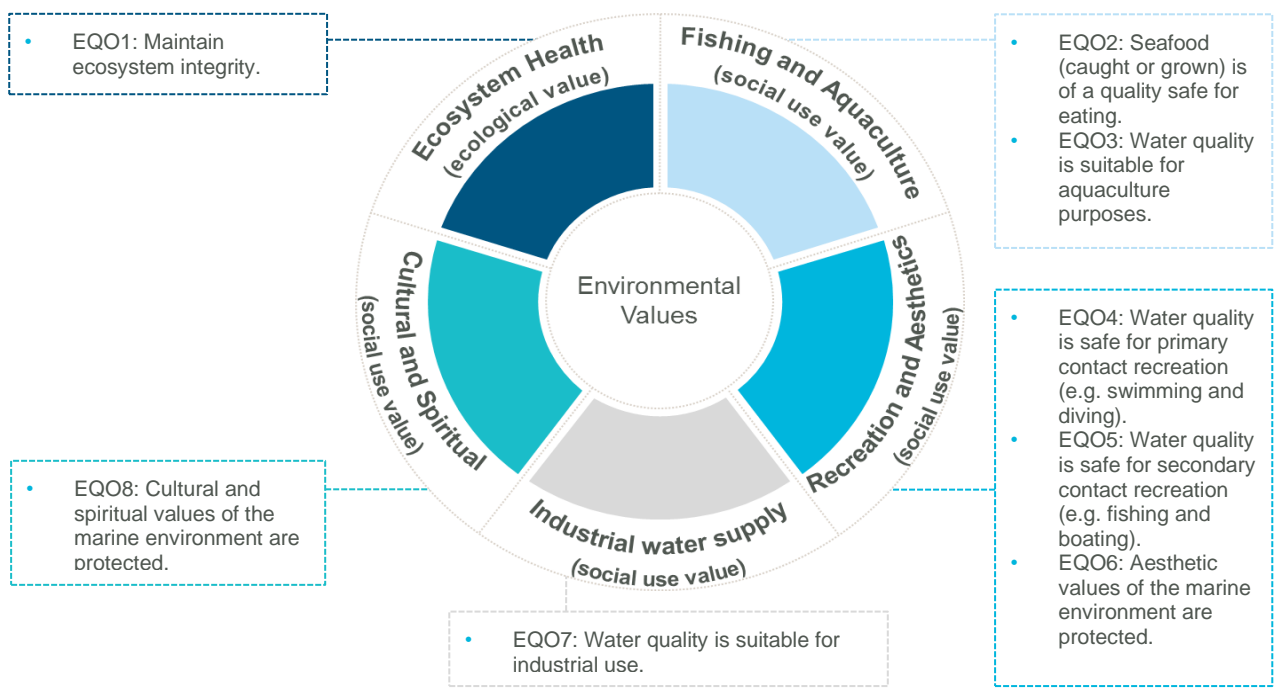 • EQO1: Maintain
ecosystem integrity.
Ecosystem Health
(ecological value)
Fishing and Aquaculture
(social use value)
• EQO2: Seafood
(caught or grown) is
of a quality safe for
eating.
• EQO3: Water quality
is suitable for
aquaculture
purposes.
Environmental
Values
Cultural and Spiritual
(social use value)
Recreation and Aesthetics
(social use value)
• EQO4: Water quality
is safe for primary
contact recreation
(e.g. swimming and
diving).
• EQO5: Water quality
is safe for secondary
contact recreation
(e.g. fishing and
boating).
• EQO6: Aesthetic
values of the marine
environment are
protected.
• EQO8: Cultural and
spiritual values of the
marine environment are
protected.
Industrial water supply
(social use value)
• EQO7: Water quality is suitable for
industrial use.